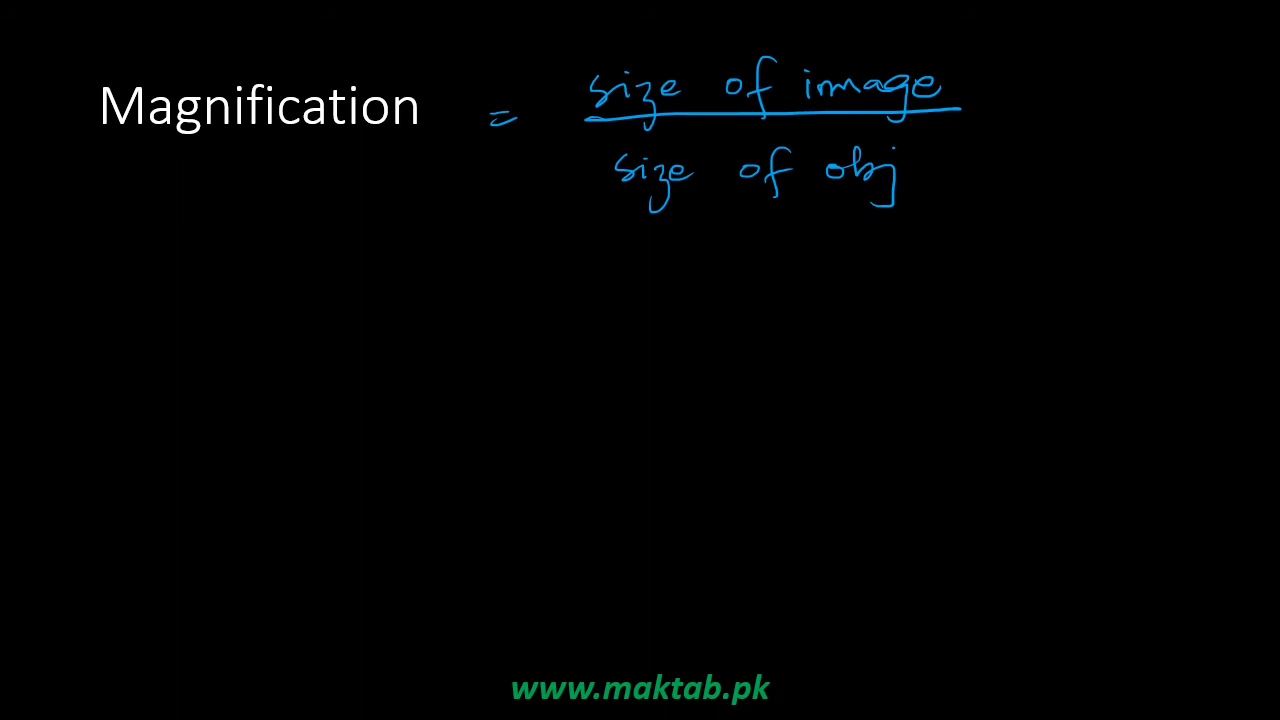 size of image
Magnification =
size of obj
www.maktab.pk